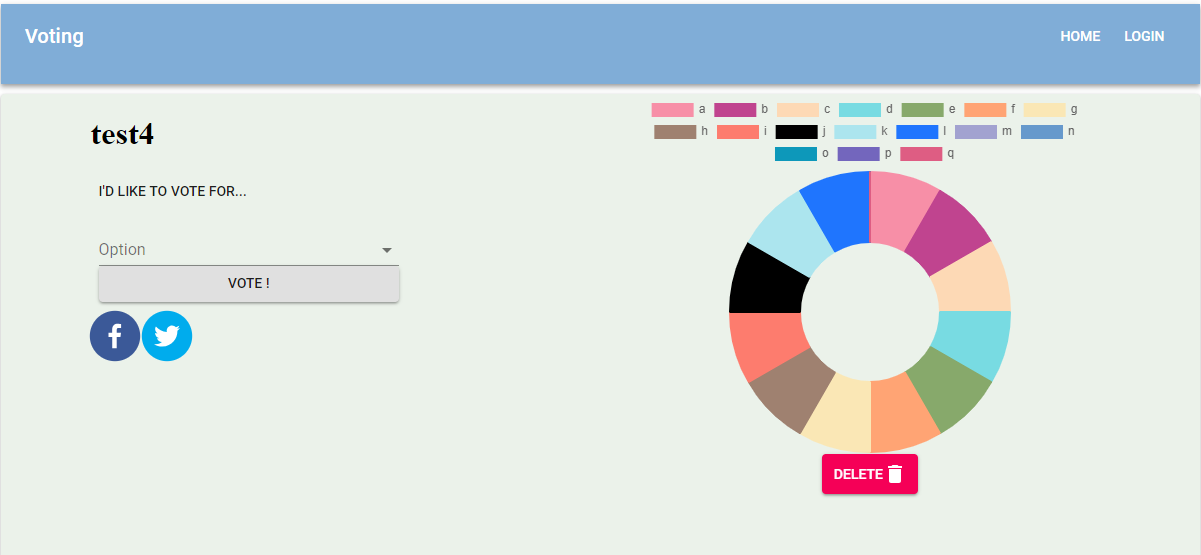 Voting HOME LOGIN
test4
I'D LIKE TO VOTE FOR...
Option
VOTE !
a b c d e f g
h i j k l m n
o p q
DELETE